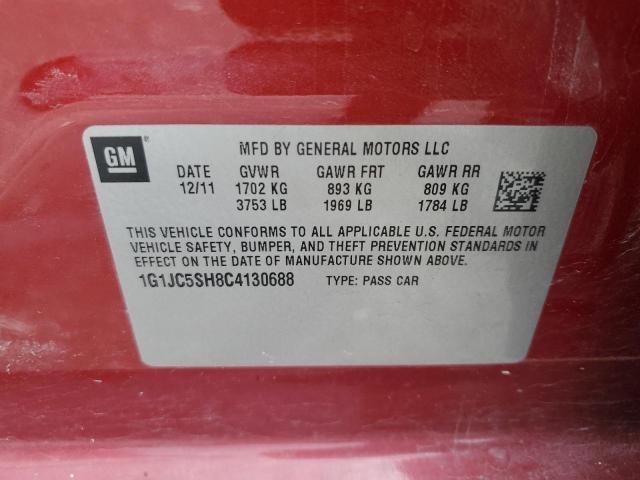 GM
MFD BY GENERAL MOTORS LLC
DATE GVWR GAWR FRT GAWR RR
12/11 1702 KG 893 KG 809 KG
3753 LB 1969 LB 1784 LB
THIS VEHICLE CONFORMS TO ALL APPLICABLE U.S. FEDERAL MOTOR
VEHICLE SAFETY, BUMPER, AND THEFT PREVENTION STANDARDS IN
EFFECT ON THE DATE OF MANUFACTURE SHOWN ABOVE.
1G1JC5SH8C4130688 TYPE: PASS CAR